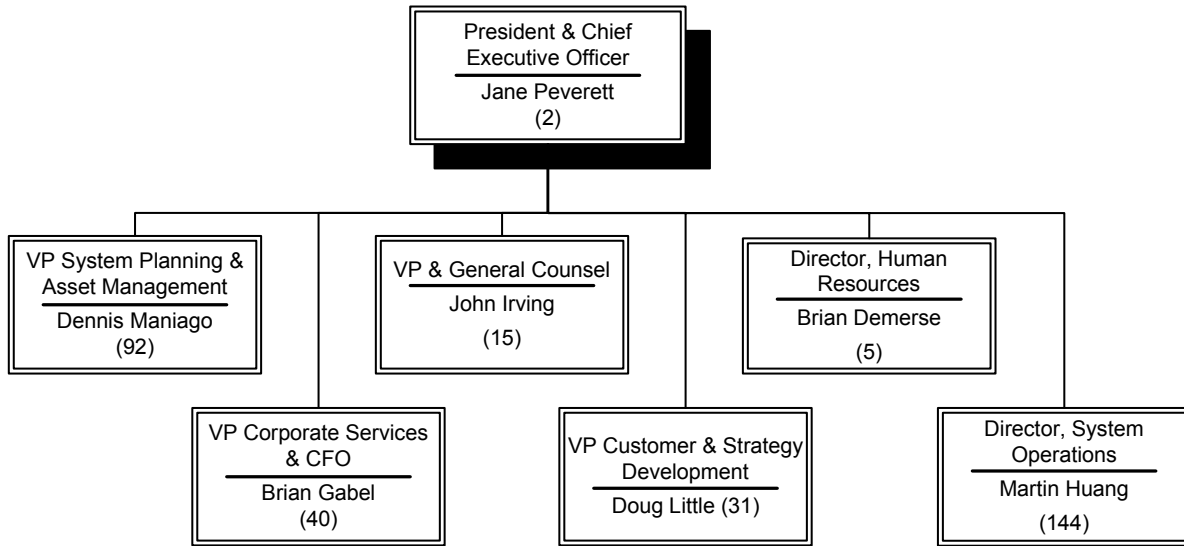 President & Chief
Executive Officer
Jane Peverett
(2)
VP System Planning &
Asset Management
Dennis Maniago
(92)
VP & General Counsel
John Irving
(15)
Director, Human
Resources
Brian Demerse
(5)
VP Corporate Services
& CFO
Brian Gabel
(40)
VP Customer & Strategy
Development
Doug Little (31)
Director, System
Operations
Martin Huang
(144)